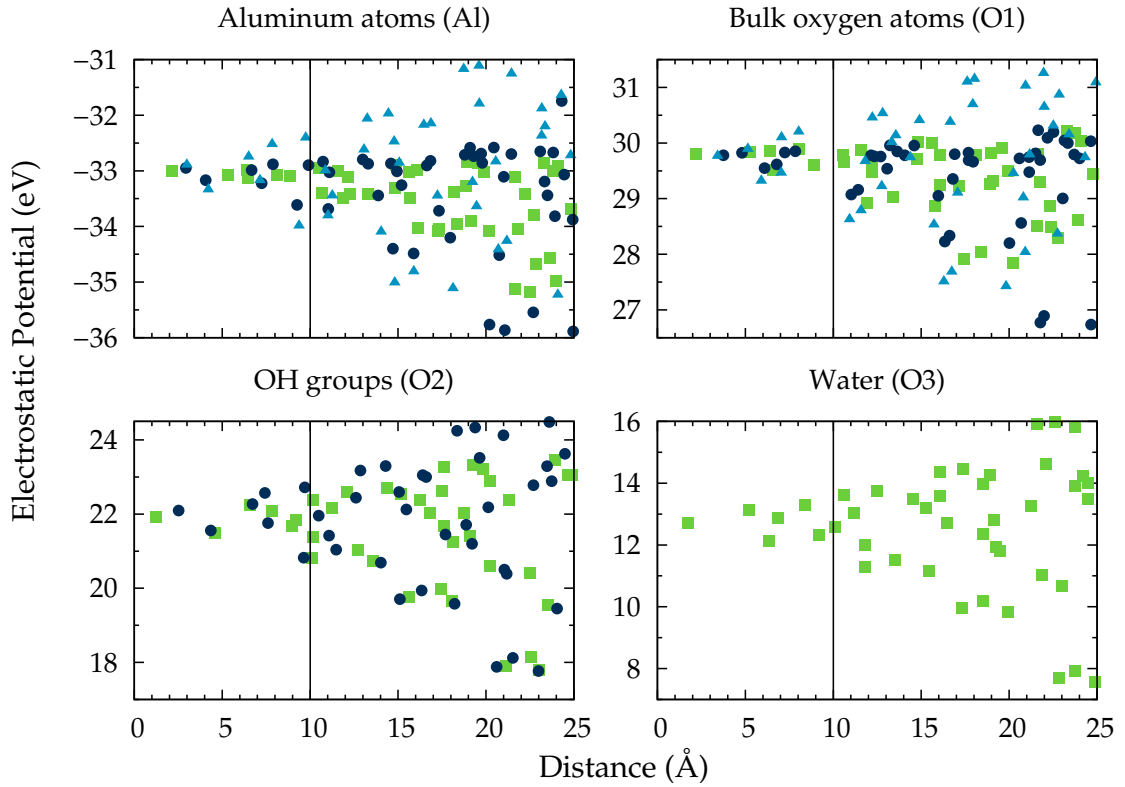 Aluminum atoms (Al)
Bulk oxygen atoms (O1)
−31
−32
−33
−34
−35
−36
31
30
29
28
27
Electrostatic Potential (eV)
OH groups (O2)
Water (O3)
24
22
20
18
16
14
12
10
8
0 5 10 15 20 25
0 5 10 15 20 25
Distance (Å)